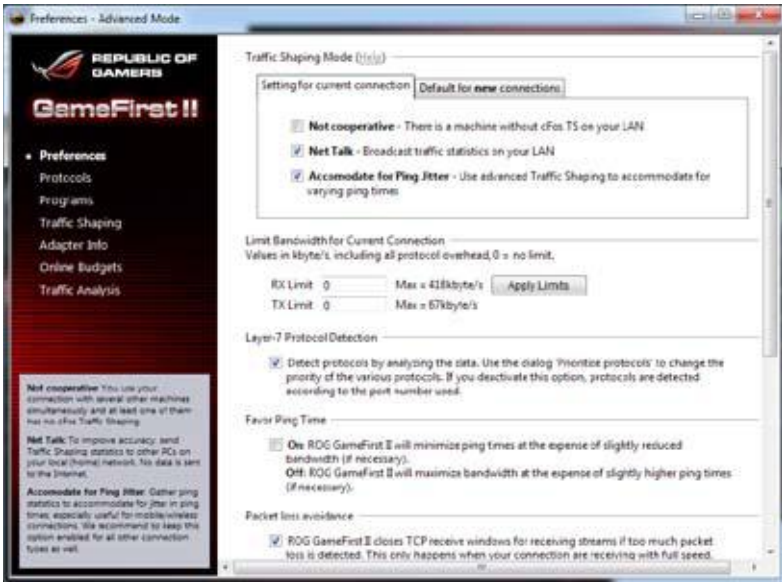 Preferences - Advanced Mode
REPUBLIC OF
GAMERS
GameFirst II
Preferences
Protocols
Programs
Traffic Shaping
Adapter Info
Online Budgets
Traffic Analysis
Not cooperative You use your
connection with several other machines
simultaneously and at least one of them
has no cFos Traffic Shaping.
Net Talk: To improve accuracy, send
Traffic Shaping statistics to other PCs on
your local (home) network. No data is sent
to the Internet.
Accomodate for Ping Jitter: Gather ping
statistics to accommodate for jitter in ping
times, especially useful for mobile/wireless
connections. We recommend to keep this
option enabled for all other connection
types as well.
Traffic Shaping Mode (Help)
Setting for current connection
Default for new connections
Not cooperative - There is a machine without cFos TS on your LAN
Net Talk - Broadcast traffic statistics on your LAN
Accomodate for Ping Jitter - Use advanced Traffic Shaping to accommodate for
varying ping times
Limit Bandwidth for Current Connection
Values in kbyte/s, including all protocol overhead, 0 = no limit.
RX Limit 0 Max = 418kbyte/s Apply Limits
TX Limit 0 Max = 67kbyte/s
Layer-7 Protocol Detection
Detect protocols by analyzing the data. Use the dialog 'Prioritize protocols' to change the
priority of the various protocols. If you deactivate this option, protocols are detected
according to the port number used.
Favor Ping Time
On: ROG GameFirst II will minimize ping times at the expense of slightly reduced
bandwidth (if necessary).
Off: ROG GameFirst II will maximize bandwidth at the expense of slightly higher ping times
(if necessary).
Packet loss avoidance
ROG GameFirst II closes TCP receive windows for receiving streams if too much packet
loss is detected. This only happens when your connection are receiving with full speed.